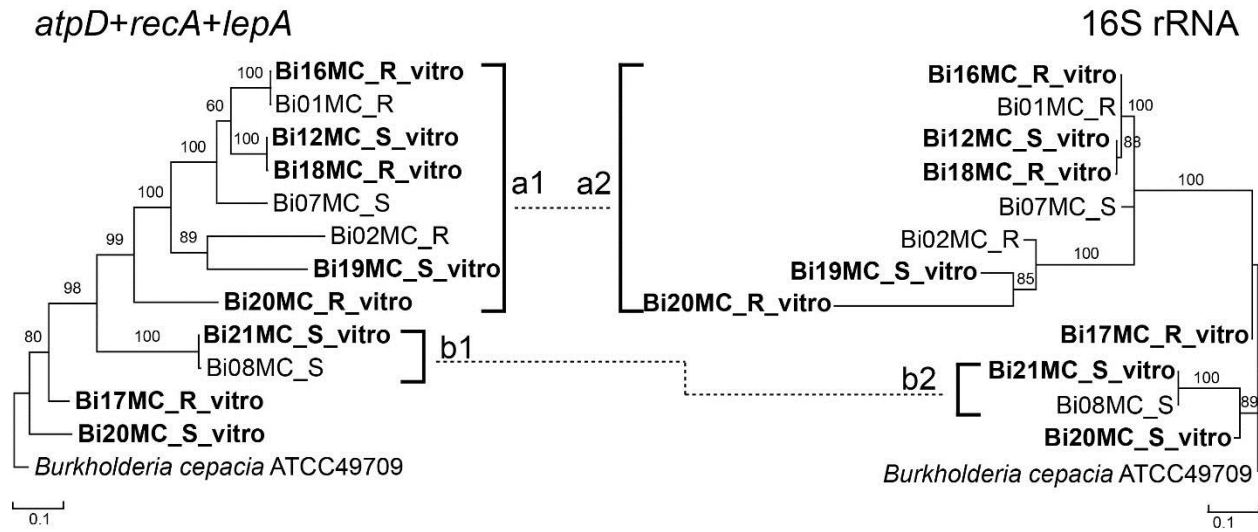 atpD+recA+lepA
100
Bi16MC_R_vitro
Bi01MC_R
60
100
Bi12MC_S_vitro
Bi18MC_R_vitro
100
Bi07MC_S
100
Bi02MC_R
89
Bi19MC_S_vitro
99
Bi20MC_R_vitro
98
100
Bi21MC_S_vitro
Bi08MC_S
80
Bi17MC_R_vitro
Bi20MC_S_vitro
Burkholderia cepacia ATCC49709
0.1
a1
a2
b1
b2
16S rRNA
Bi16MC_R_vitro
Bi01MC_R
100
Bi12MC_S_vitro
88
Bi18MC_R_vitro
100
Bi07MC_S
Bi02MC_R
100
Bi19MC_S_vitro
85
Bi20MC_R_vitro
Bi17MC_R_vitro
Bi21MC_S_vitro
100
Bi08MC_S
89
Bi20MC_S_vitro
Burkholderia cepacia ATCC49709
0.1